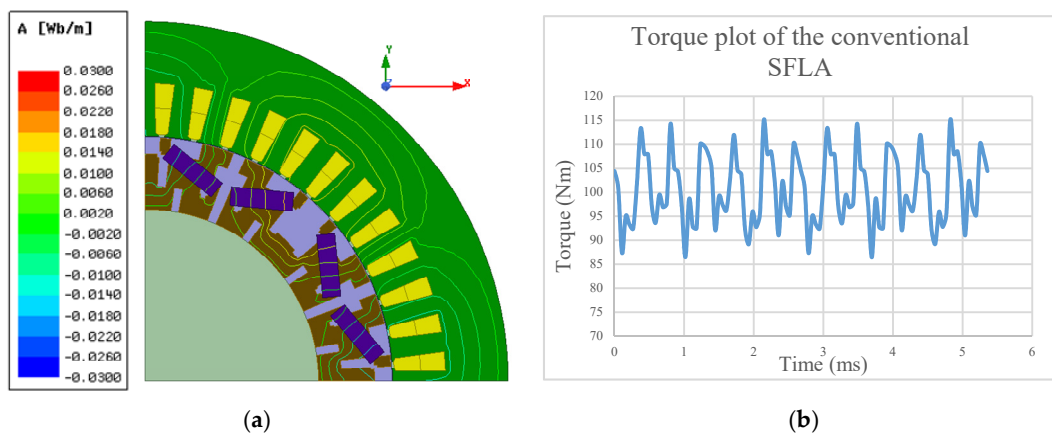 A [Wb/m]
0.0300
0.0260
0.0220
0.0180
0.0140
0.0100
0.0060
0.0020
-0.0020
-0.0060
-0.0100
-0.0140
-0.0180
-0.0220
-0.0260
-0.0300
Y
Z
X
(a)
Torque plot of the conventional
SFLA
Torque (Nm)
120
115
110
105
100
95
90
85
80
75
70
0 1 2 3 4 5 6
Time (ms)
(b)